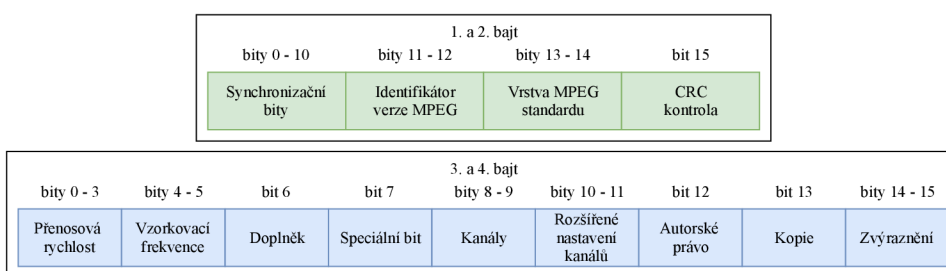 1. a 2. bajt
bity 0 - 10 bity 11 - 12 bity 13 - 14 bit 15
Synchronizační Identifikátor Vrstva MPEG CRC
bity verze MPEG standardu kontrola
3. a 4. bajt
bity 0 - 3 bity 4 - 5 bit 6 bit 7 bity 8 - 9 bity 10 - 11 bit 12 bit 13 bity 14 - 15
Přenosová
rychlost
Vzorkovací
frekvence
Doplněk
Speciální bit
Kanály
Rozšířené
nastavení
kanálů
Autorské
právo
Kopie
Zvýraznění